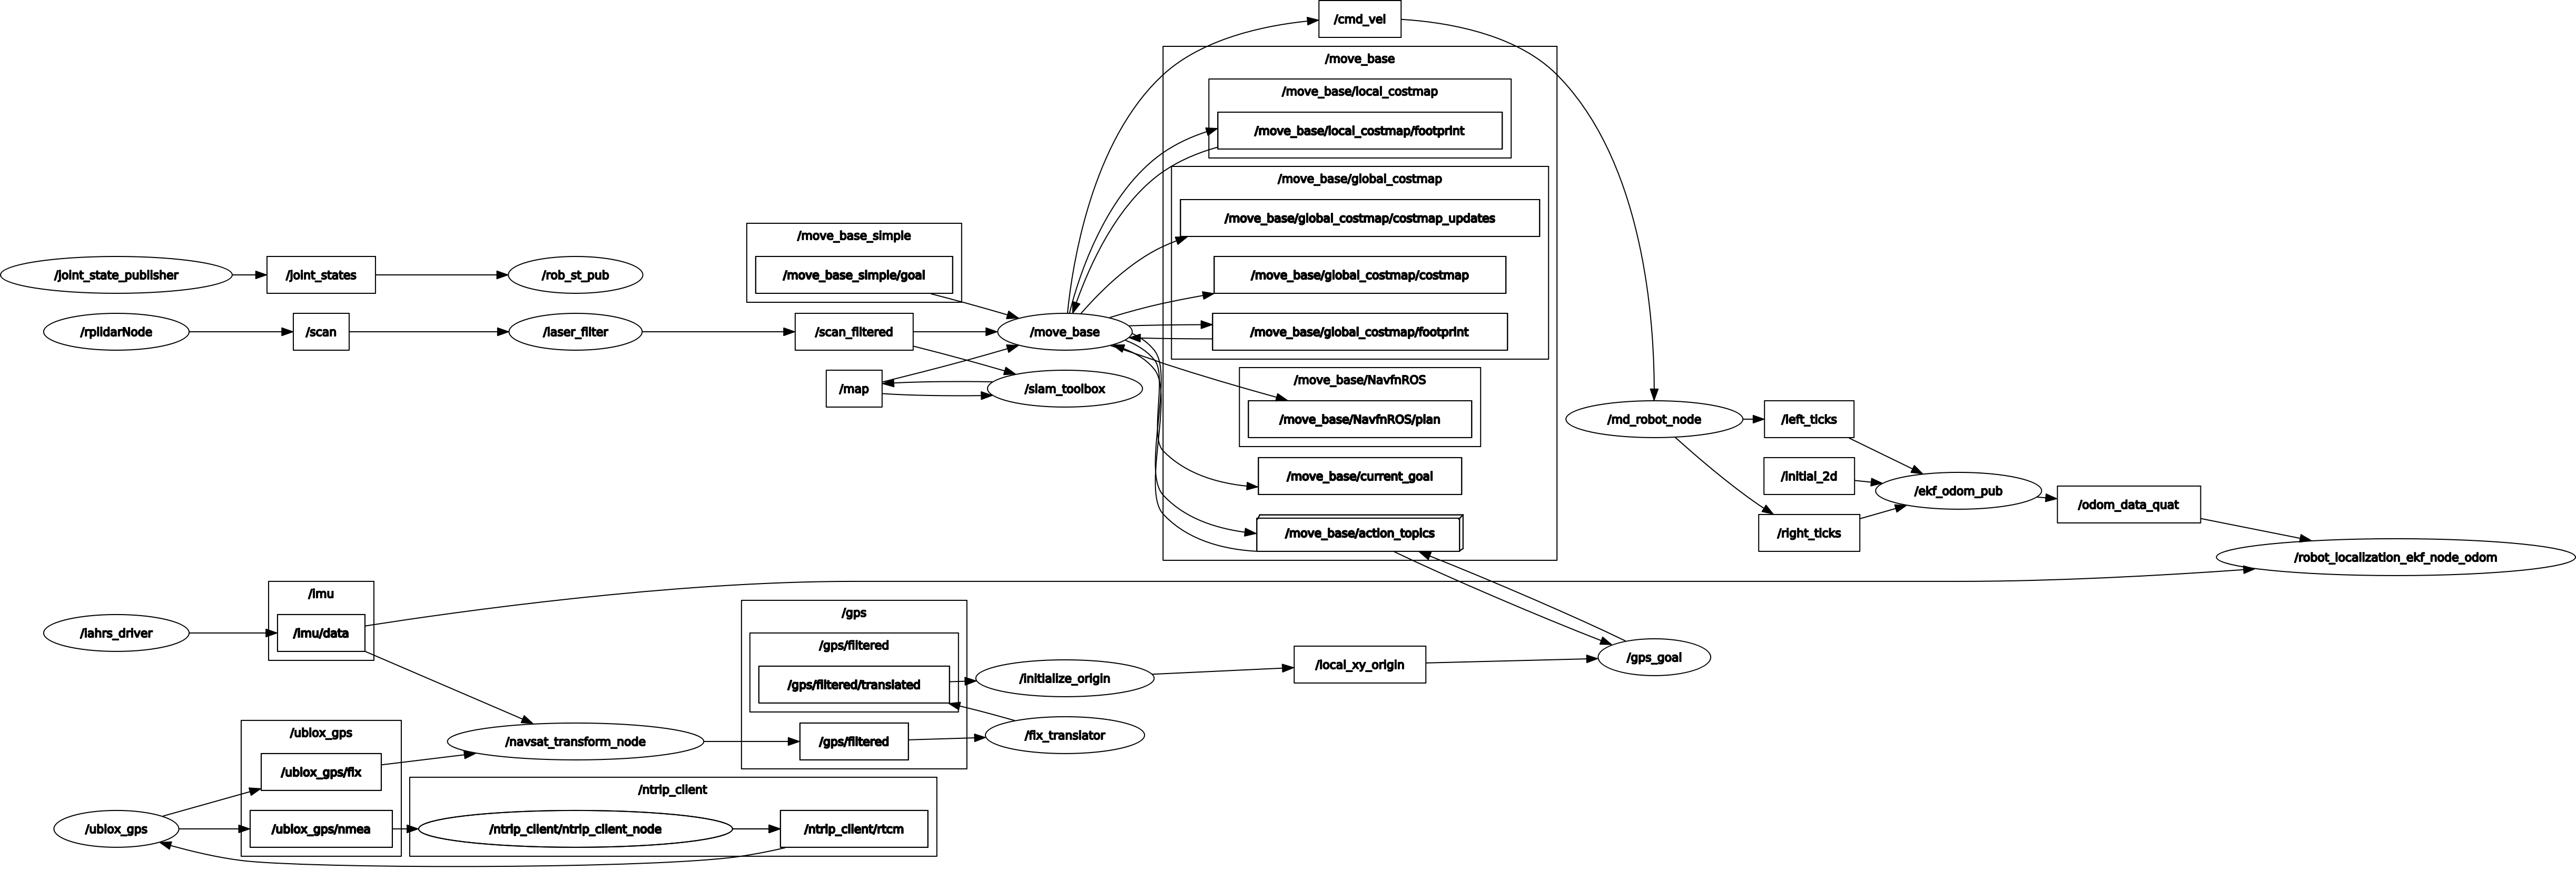 /cmd_vel
/move_base
/move_base/local_costmap
/move_base/local_costmap/footprint
/move_base/global_costmap
/move_base/global_costmap/costmap_updates
/move_base/global_costmap/costmap
/move_base/global_costmap/footprint
/move_base/NavfnROS
/move_base/NavfnROS/plan
/move_base/current_goal
/move_base/action_topics
/joint_state_publisher
/joint_states
/rob_st_pub
/move_base_simple
/move_base_simple/goal
/rplidarNode
/scan
/laser_filter
/scan_filtered
/move_base
/map
/slam_toolbox
/md_robot_node
/left_ticks
/initial_2d
/right_ticks
/ekf_odom_pub
/odom_data_quat
/robot_localization_ekf_node_odom
/iahrs_driver
/imu
/imu/data
/gps
/gps/filtered
/gps/filtered/translated
/gps/filtered
/initialize_origin
/local_xy_origin
/gps_goal
/fix_translator
/navsat_transform_node
/ublox_gps
/ublox_gps/fix
/ublox_gps/nmea
/ublox_gps
/ntrip_client
/ntrip_client/ntrip_client_node
/ntrip_client/rtcm